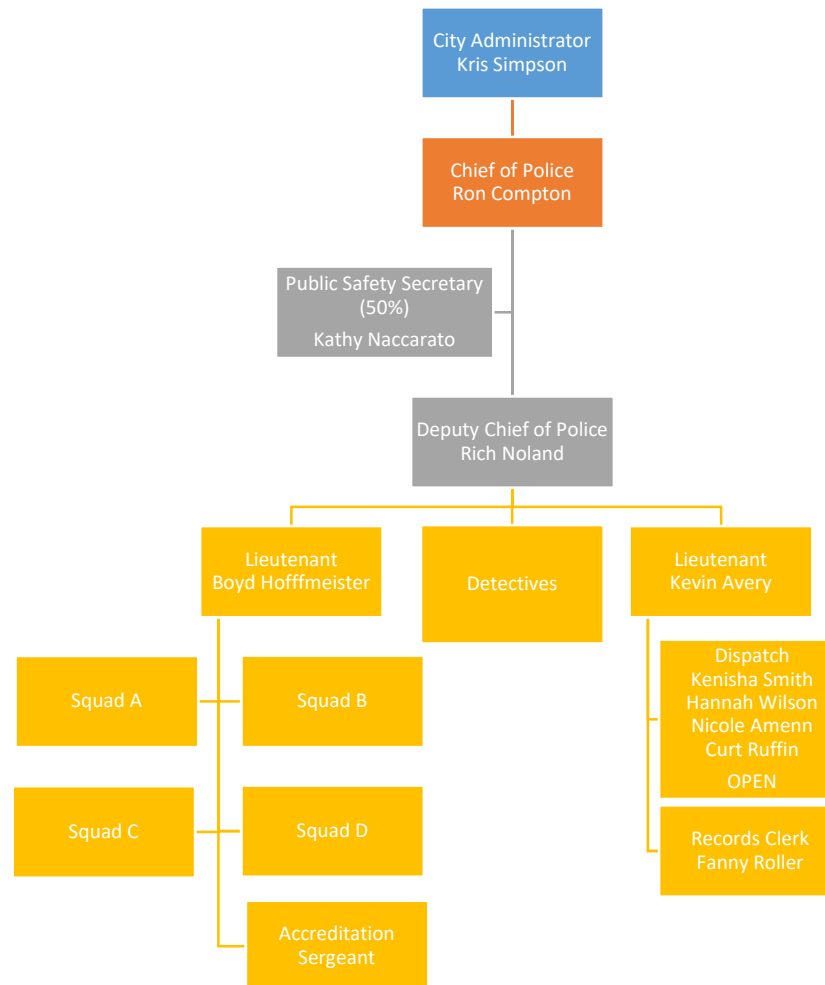 City Administrator
Kris Simpson
Chief of Police
Ron Compton
Public Safety Secretary
(50%)
Kathy Naccarato
Deputy Chief of Police
Rich Noland
Lieutenant
Boyd Hofffmeister
Detectives
Lieutenant
Kevin Avery
Squad A
Squad B
Dispatch
Kenisha Smith
Hannah Wilson
Nicole Amenn
Curt Ruffin
OPEN
Squad C
Squad D
Records Clerk
Fanny Roller
Accreditation
Sergeant